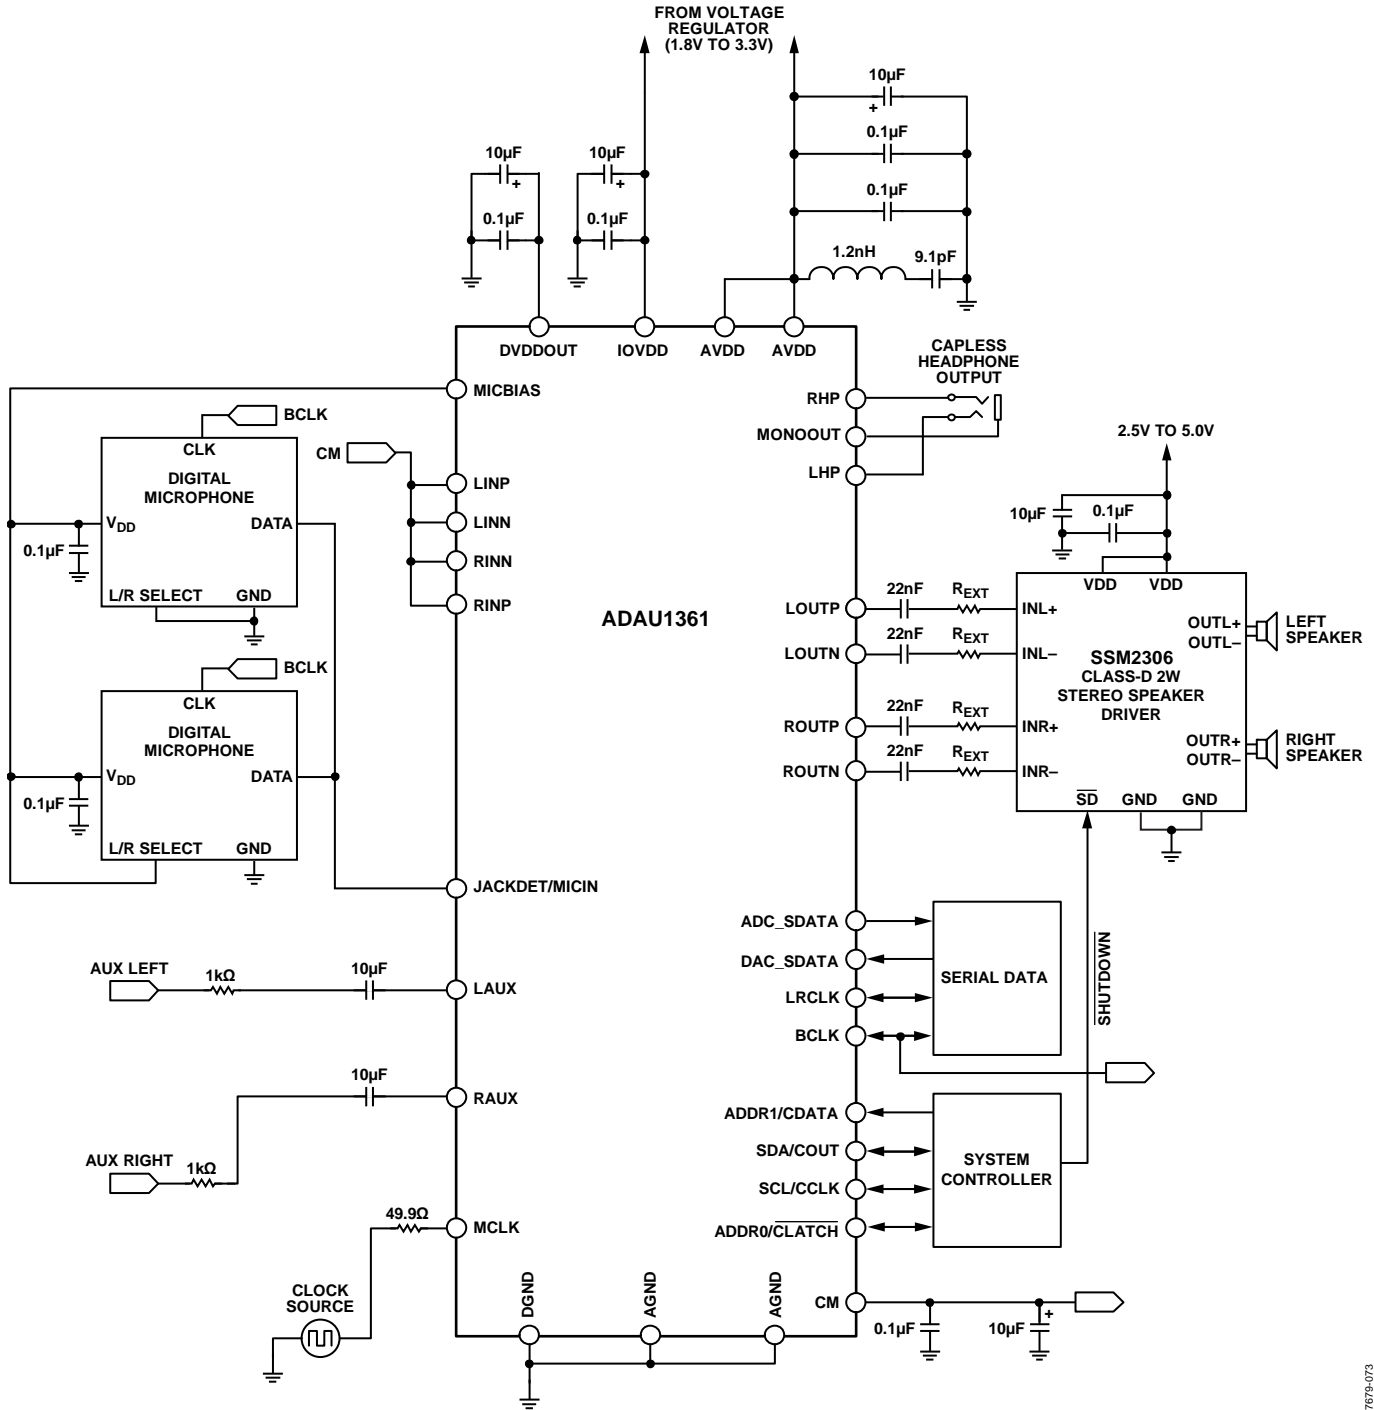 FROM VOLTAGE
REGULATOR
(1.8V TO 3.3V)
10µF
+
0.1µF
0.1µF
1.2nH
9.1pF
10µF
+
0.1µF
10µF
+
0.1µF
DVDDOUT
IOVDD
AVDD
AVDD
MICBIAS
BCLK
CLK
DIGITAL
MICROPHONE
VDD
DATA
0.1µF
L/R SELECT
GND
BCLK
CLK
DIGITAL
MICROPHONE
VDD
DATA
0.1µF
L/R SELECT
GND
CM
LINP
LINN
RINN
RINP
JACKDET/MICIN
AUX LEFT
1kΩ
10µF
LAUX
10µF
RAUX
AUX RIGHT
1kΩ
49.9Ω
MCLK
CLOCK
SOURCE
DGND
AGND
AGND
ADAU1361
CAPLESS
HEADPHONE
OUTPUT
RHP
MONOOUT
LHP
2.5V TO 5.0V
10µF
0.1µF
VDD
VDD
LOUTP
22nF
REXT
INL+
LOUTN
22nF
REXT
INL–
ROUTP
22nF
REXT
INR+
ROUTN
22nF
REXT
INR–
SSM2306
CLASS-D 2W
STEREO SPEAKER
DRIVER
OUTL+
OUTL–
LEFT
SPEAKER
OUTR+
OUTR–
RIGHT
SPEAKER
SD
GND
GND
ADC_SDATA
DAC_SDATA
LRCLK
BCLK
SERIAL DATA
SHUTDOWN
ADDR1/CDATA
SDA/COUT
SCL/CCLK
ADDR0/CLATCH
SYSTEM
CONTROLLER
CM
0.1µF
10µF
+
7679-073